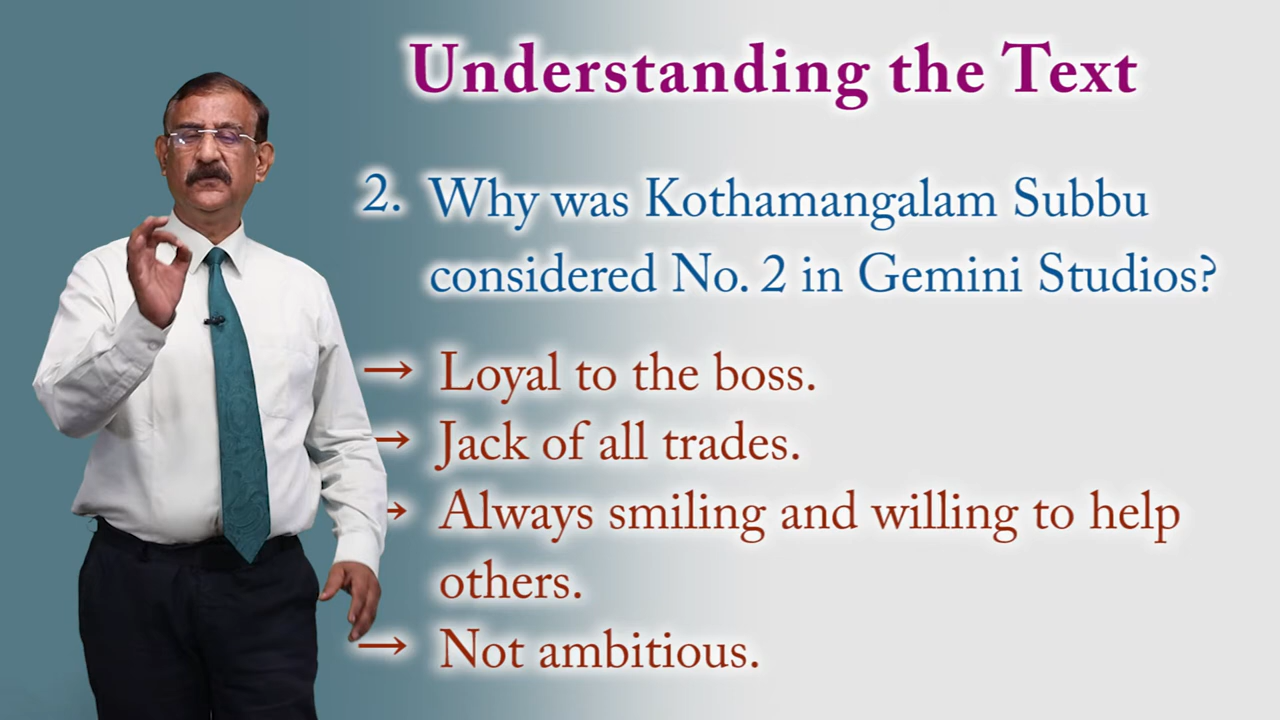 Understanding the Text
2. Why was Kothamangalam Subbu
considered No. 2 in Gemini Studios?
→ Loyal to the boss.
→ Jack of all trades.
→ Always smiling and willing to help
others.
→ Not ambitious.